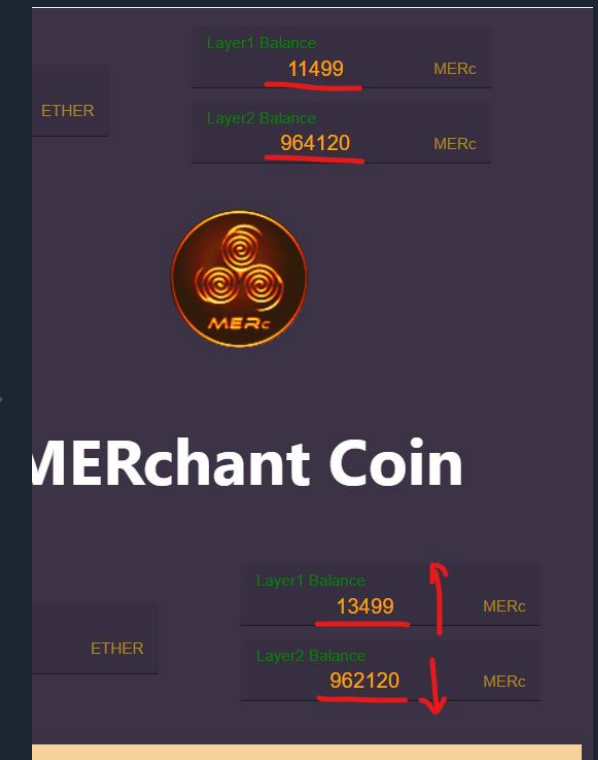 Layer1 Balance
11499 MERc
ETHER
Layer2 Balance
964120 MERc
MERc
MERchant Coin
Layer1 Balance
13499 MERc
ETHER
Layer2 Balance
962120 MERc